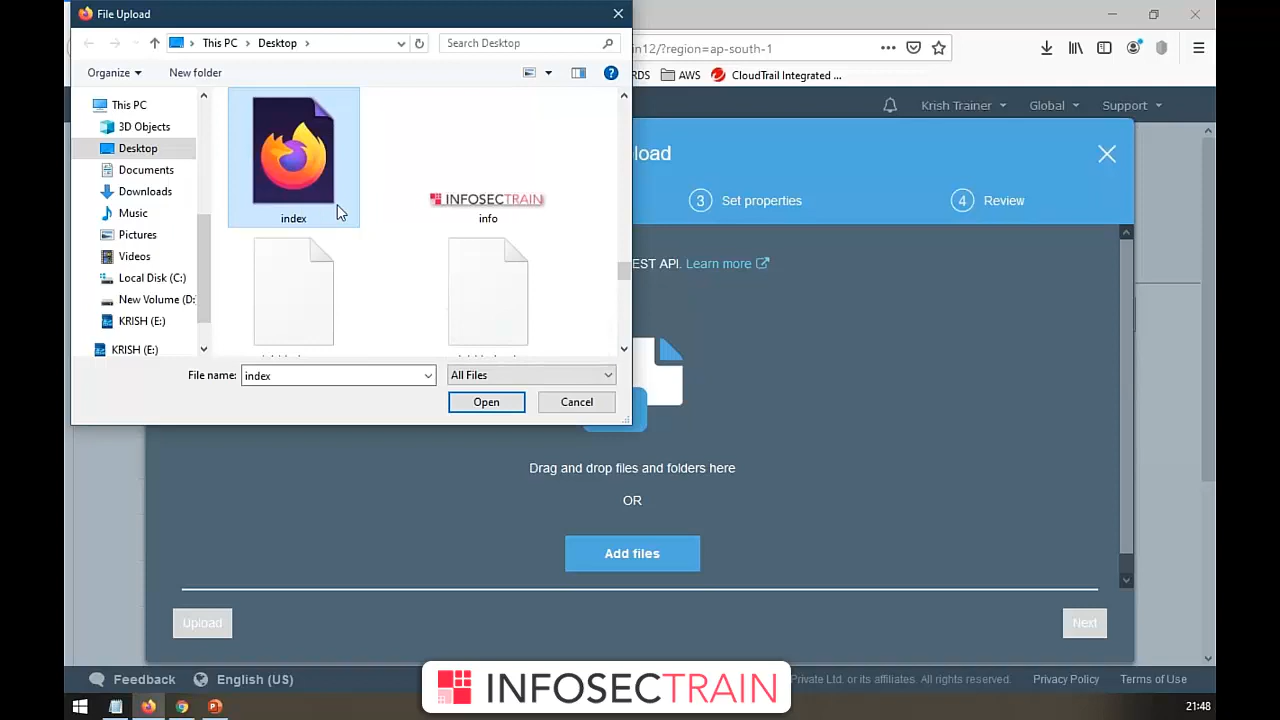 File Upload
This PC
Desktop
Search Desktop
in12/?region=ap-south-1
Organize
New folder
RDS
AWS
CloudTrail Integrated ...
This PC
3D Objects
Desktop
Documents
Downloads
Music
Pictures
Videos
Local Disk (C:)
New Volume (D:
KRISH (E:)
KRISH (E:)
index
INFOSECTRAIN
info
File name:
index
All Files
Open
Cancel
Krish Trainer
Global
Support
load
3 Set properties
4 Review
EST API. Learn more
Drag and drop files and folders here
OR
Add files
Upload
Next
Feedback
English (US)
Private Ltd. or its affiliates. All rights reserved.
Privacy Policy
Terms of Use
INFOSECTRAIN
21:48